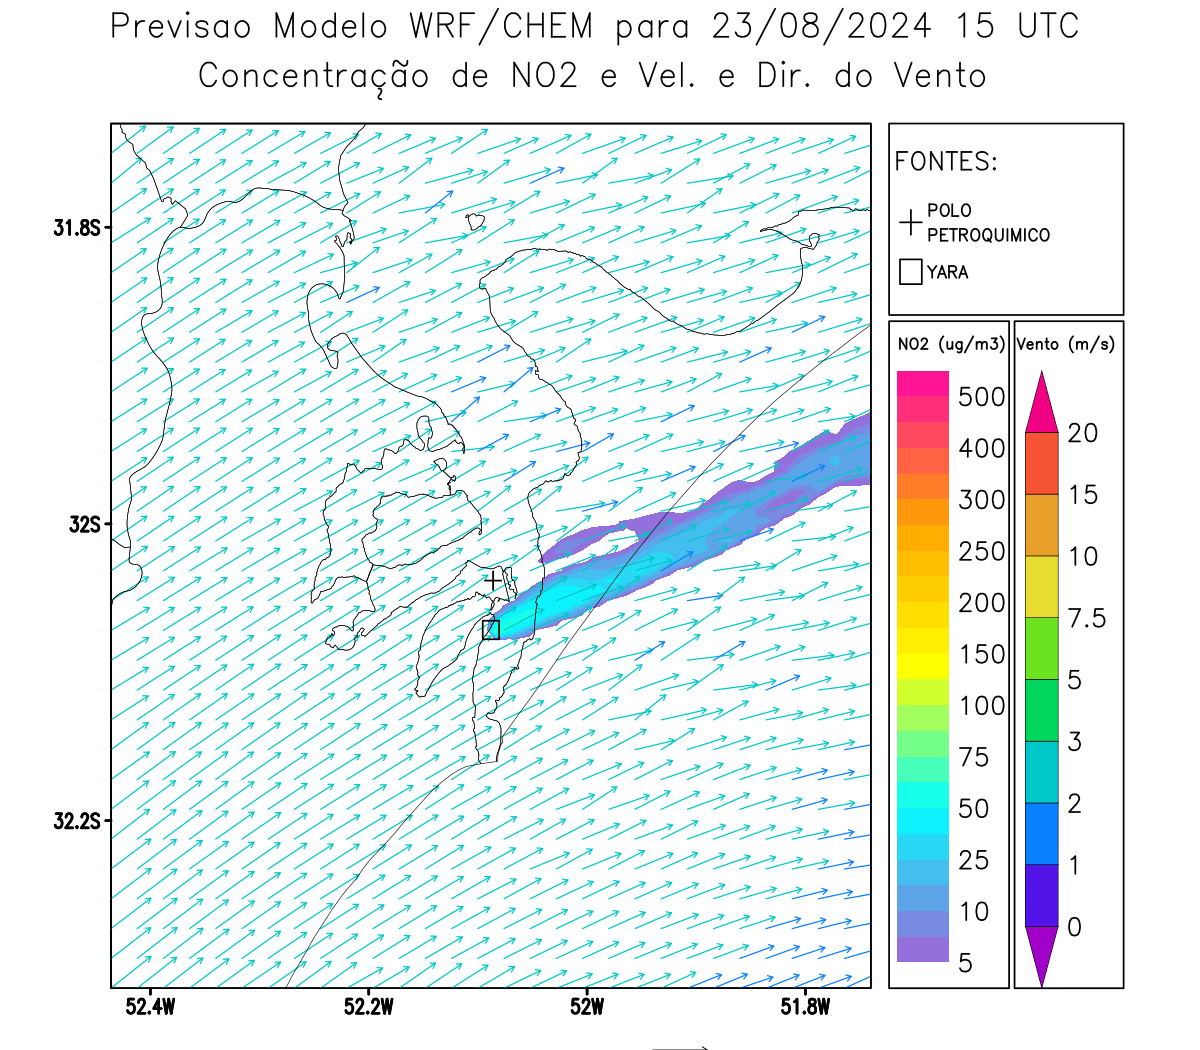 Previsao Modelo WRF/CHEM para 23/08/2024 15 UTC
Concentração de NO2 e Vel. e Dir. do Vento
FONTES:
POLO
PETROQUIMICO
YARA
NO2 (ug/m3)
500
400
300
250
200
150
100
75
50
25
10
5
Vento (m/s)
20
15
10
7.5
5
3
2
1
0
31.8S
32S
32.2S
52.4W
52.2W
52W
51.8W